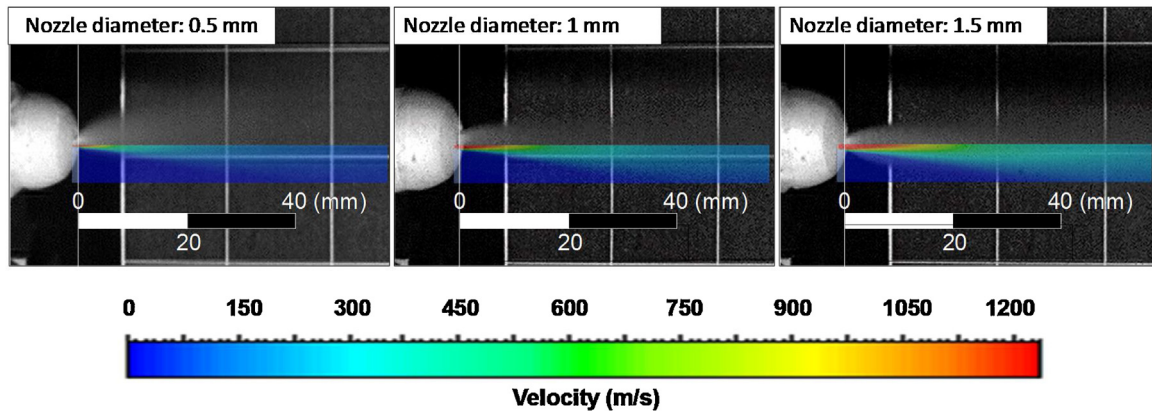 Nozzle diameter: 0.5 mm
Nozzle diameter: 1 mm
Nozzle diameter: 1.5 mm
0 40 (mm)
20
0 40 (mm)
20
0 40 (mm)
20
0 150 300 450 600 750 900 1050 1200
Velocity (m/s)